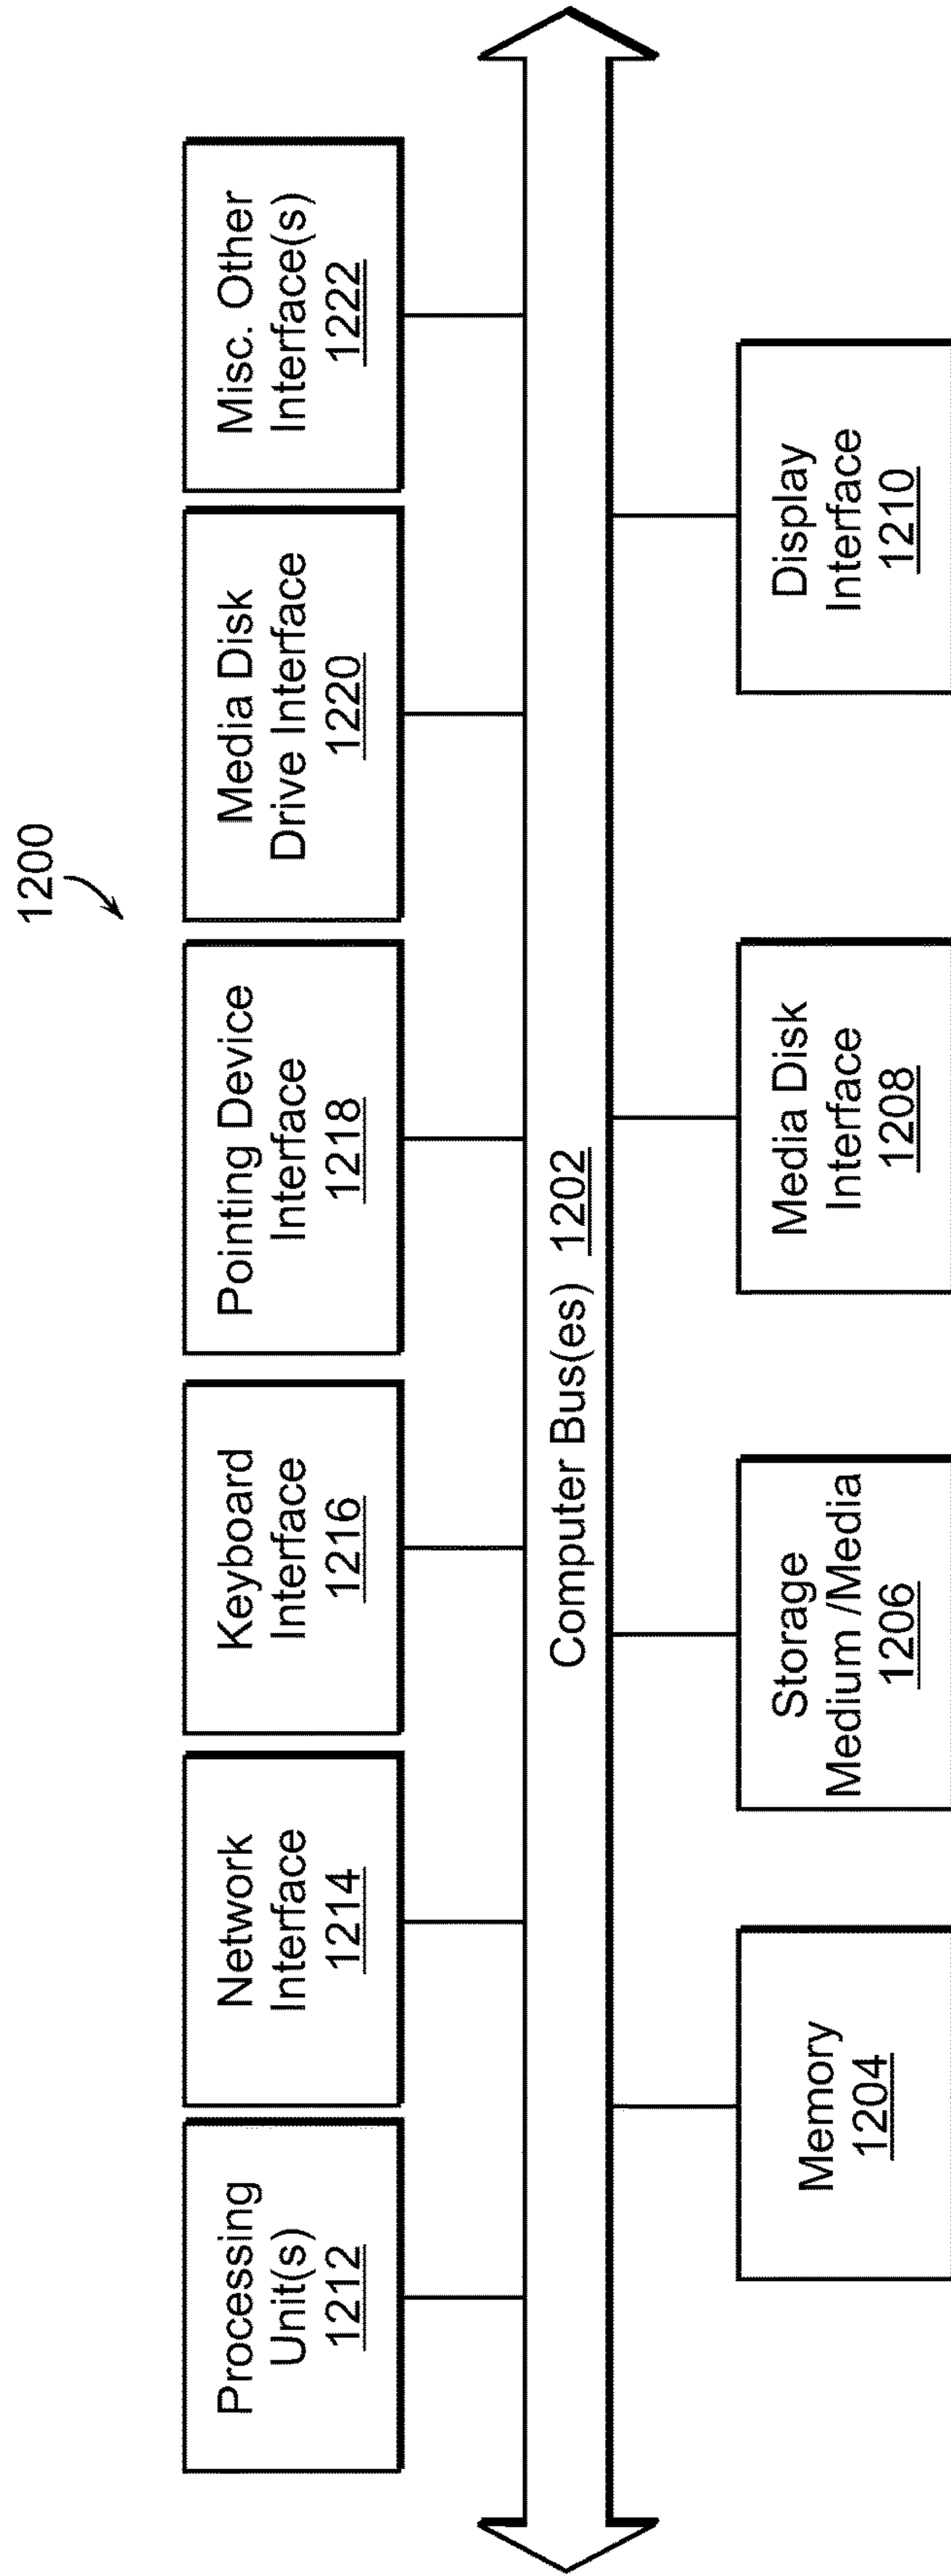 1200
Processing
Unit(s)
1212
Network
Interface
1214
Keyboard
Interface
1216
Pointing Device
Interface
1218
Media Disk
Drive Interface
1220
Misc. Other
Interface(s)
1222
Computer Bus(es) 1202
Memory
1204
Storage
Medium /Media
1206
Media Disk
Interface
1208
Display
Interface
1210